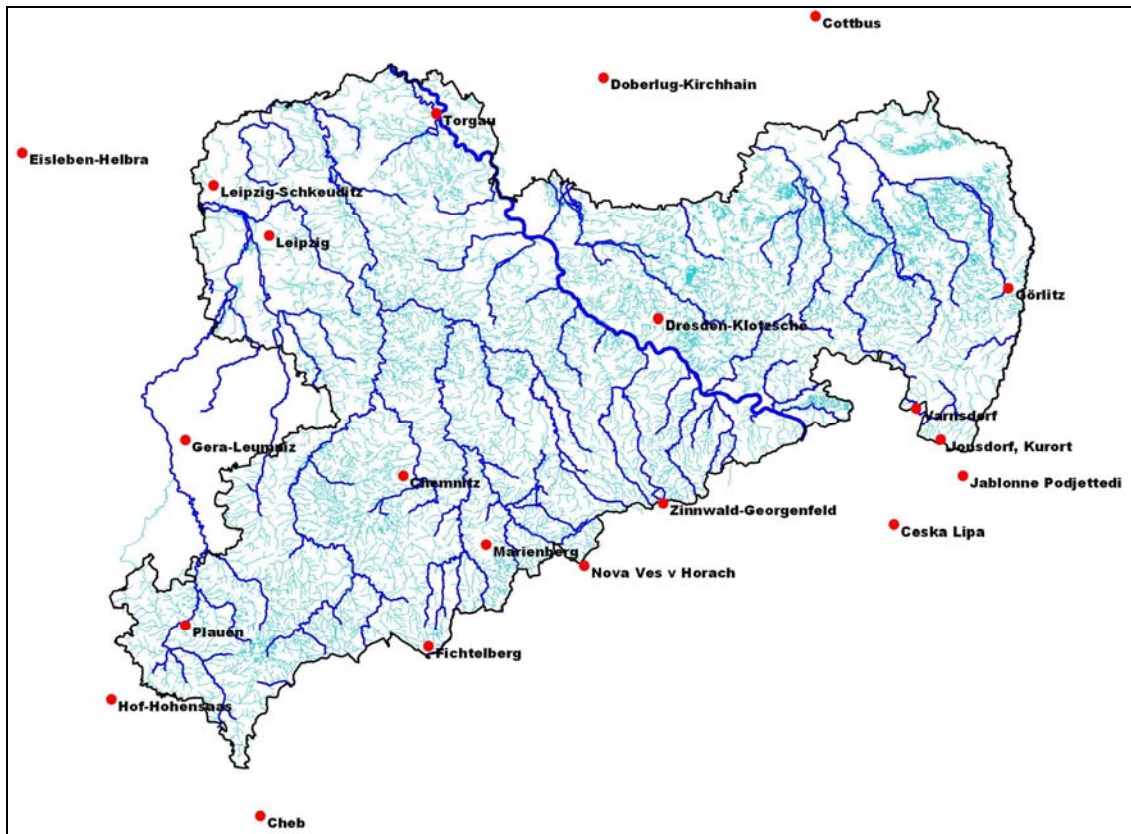 Cottbus
Doberlug-Kirchhain
Torgau
Eisleben-Helbra
Leipzig-Schkeuditz
Leipzig
Görlitz
Dresden-Klotzsche
Varnsdorf
Gera-Leumniz
Jonsdorf, Kurort
Chemnitz
Jablonne Podjettedi
Zinnwald-Georgenfeld
Ceska Lipa
Marienberg
Nova Ves v Horach
Plauen
Fichtelberg
Hof-Hohensaas
Cheb